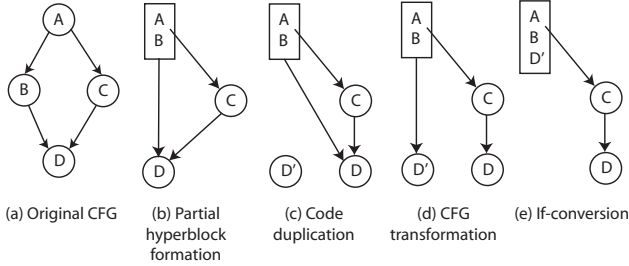 A
B
C
D
(a) Original CFG
A
B
C
D
(b) Partial
hyperblock
formation
A
B
C
D'
D
(c) Code
duplication
A
B
C
D'
D
(d) CFG
transformation
A
B
D'
C
D
(e) If-conversion